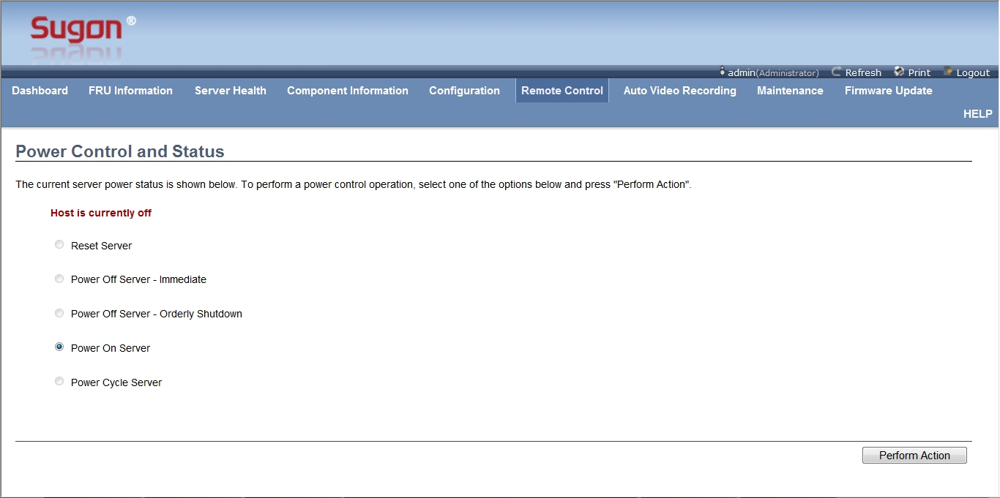 Sugon®
admin(Administrator) Refresh Print Logout
Dashboard FRU Information Server Health Component Information Configuration Remote Control Auto Video Recording Maintenance Firmware Update
HELP
Power Control and Status
The current server power status is shown below. To perform a power control operation, select one of the options below and press "Perform Action".
Host is currently off
Reset Server
Power Off Server - Immediate
Power Off Server - Orderly Shutdown
Power On Server
Power Cycle Server
Perform Action